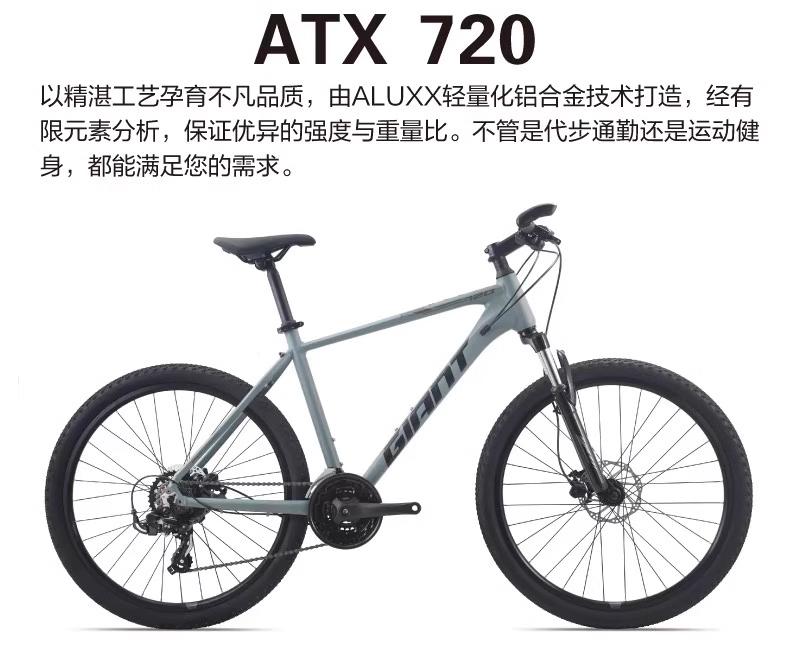 ATX 720
以精湛工艺孕育不凡品质，由ALUXX轻量化铝合金技术打造，经有
限元素分析，保证优异的强度与重量比。不管是代步通勤还是运动健
身，都能满足您的需求。
720
GIANT